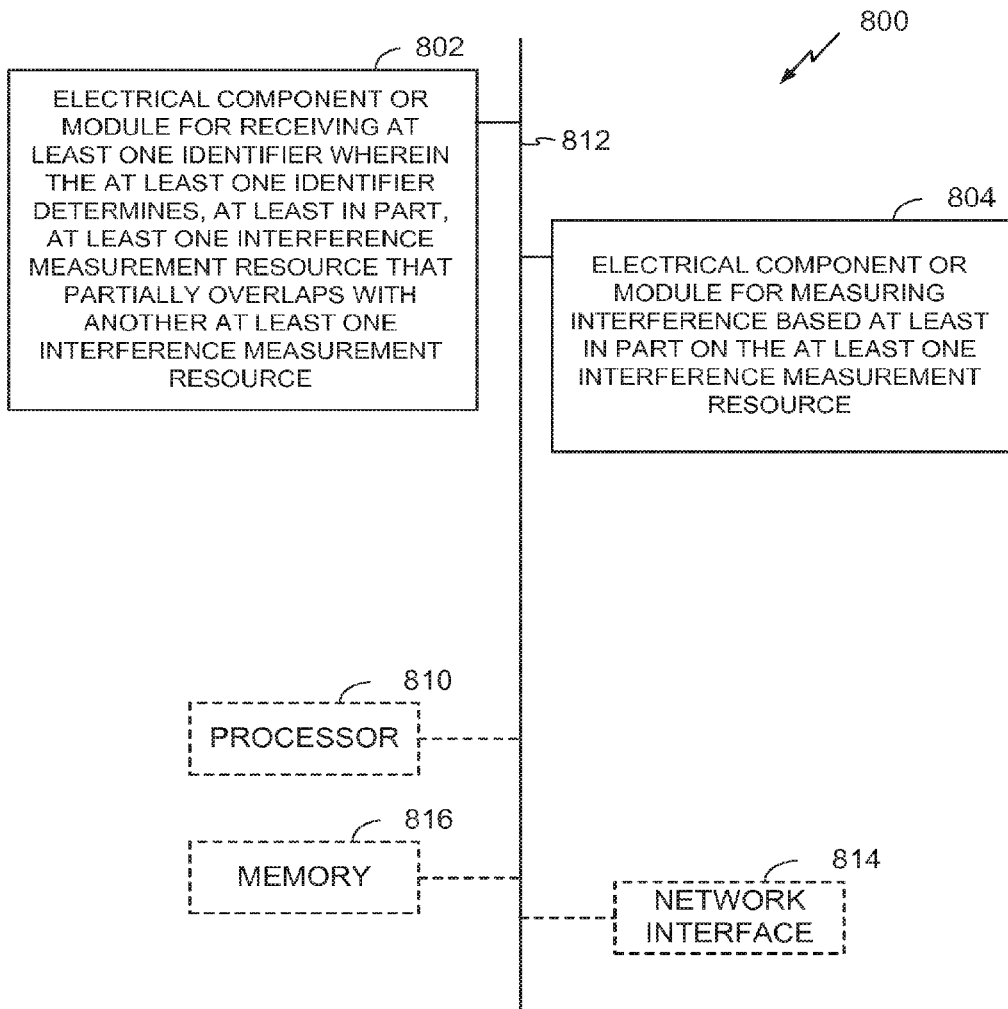 800
802
ELECTRICAL COMPONENT OR
MODULE FOR RECEIVING AT
LEAST ONE IDENTIFIER WHEREIN
THE AT LEAST ONE IDENTIFIER
DETERMINES, AT LEAST IN PART,
AT LEAST ONE INTERFERENCE
MEASUREMENT RESOURCE THAT
PARTIALLY OVERLAPS WITH
ANOTHER AT LEAST ONE
INTERFERENCE MEASUREMENT
RESOURCE
812
804
ELECTRICAL COMPONENT OR
MODULE FOR MEASURING
INTERFERENCE BASED AT LEAST
IN PART ON THE AT LEAST ONE
INTERFERENCE MEASUREMENT
RESOURCE
810
PROCESSOR
816
MEMORY
814
NETWORK
INTERFACE